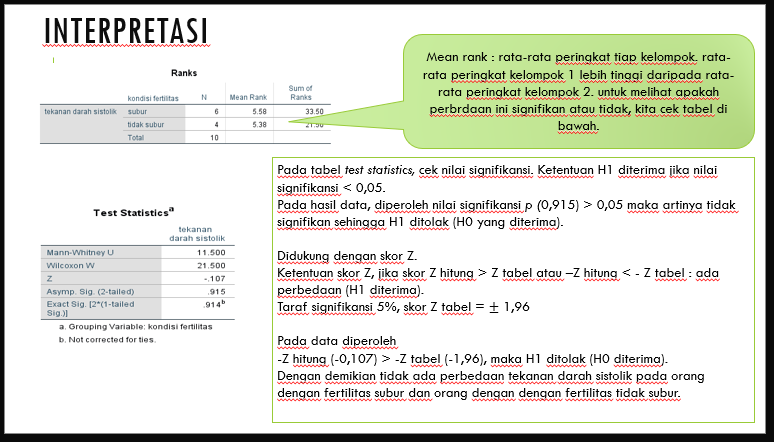 INTERPRETASI
Ranks
kondisi fertilitas N Mean Rank Sum of Ranks
tekanan darah sistolik subur 6 5.58 33.50
tidak subur 4 5.38 21.50
Total 10
Mean rank : rata-rata peringkat tiap kelompok. rata-
rata peringkat kelompok 1 lebih tinggi daripada rata-
rata peringkat kelompok 2. untuk melihat apakah
perbrdaan ini signifikan atau tidak, kita cek tabel di
bawah.
Test Statisticsa
tekanan
darah sistolik
Mann-Whitney U 11.500
Wilcoxon W 21.500
Z -.107
Asymp. Sig. (2-tailed) .915
Exact Sig. [2*(1-tailed Sig.)] .914b
a. Grouping Variable: kondisi fertilitas
b. Not corrected for ties.
Pada tabel test statistics, cek nilai signifikansi. Ketentuan H1 diterima jika nilai
signifikansi < 0,05.
Pada hasil data, diperoleh nilai signifikansi p (0,915) > 0,05 maka artinya tidak
signifikan sehingga H1 ditolak (H0 yang diterima).
Didukung dengan skor Z.
Ketentuan skor Z, jika skor Z hitung > Z tabel atau –Z hitung < - Z tabel : ada
perbedaan (H1 diterima).
Taraf signifikansi 5%, skor Z tabel = ± 1,96
Pada data diperoleh
-Z hitung (-0,107) > -Z tabel (-1,96), maka H1 ditolak (H0 diterima).
Dengan demikian tidak ada perbedaan tekanan darah sistolik pada orang
dengan fertilitas subur dan orang dengan dengan fertilitas tidak subur.